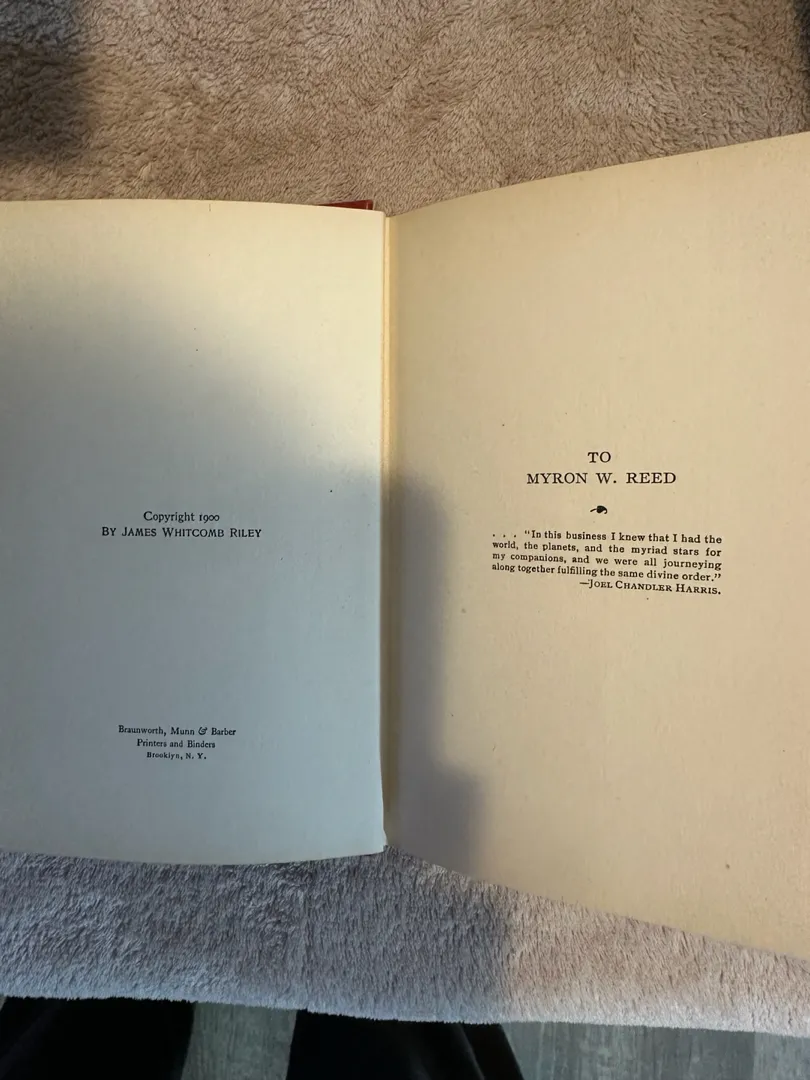 Copyright 1900
BY JAMES WHITCOMB RILEY
Braunworth, Munn & Barber
Printers and Binders
Brooklyn, N. Y.
TO
MYRON W. REED
. . . "In this business I knew that I had the
world, the planets, and the myriad stars for
my companions, and we were all journeying
along together fulfilling the same divine order."
—JOEL CHANDLER HARRIS.